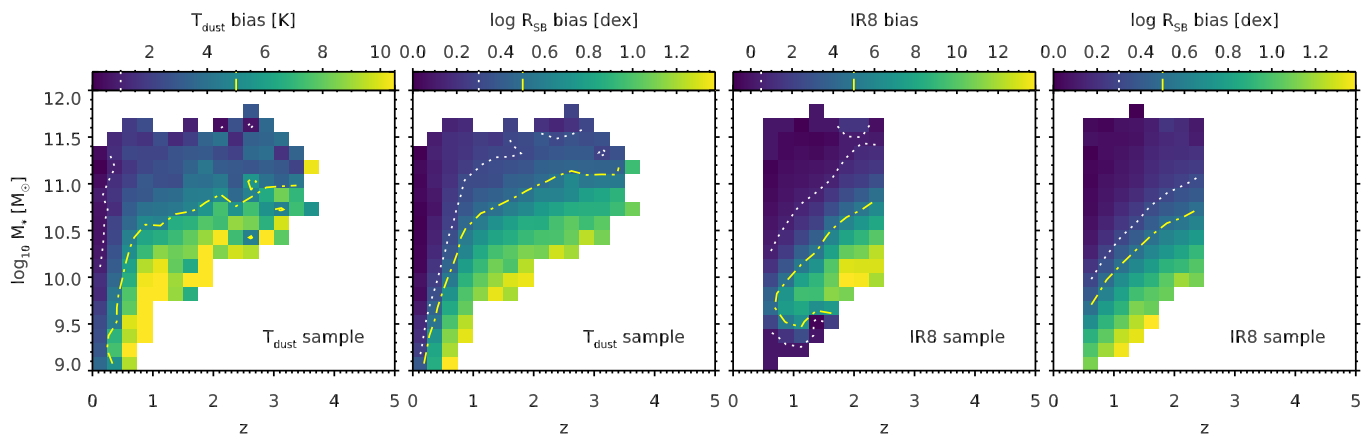 T_dust bias [K]
log R_SB bias [dex]
IR8 bias
log R_SB bias [dex]
2 4 6 8 10
0.0 0.2 0.4 0.6 0.8 1.0 1.2
0 2 4 6 8 10 12
0.0 0.2 0.4 0.6 0.8 1.0 1.2
12.0
11.5
11.0
10.5
10.0
9.5
9.0
log₁₀ M⁎ [M☉]
T_dust sample
T_dust sample
IR8 sample
IR8 sample
0 1 2 3 4 5
0 1 2 3 4 5
0 1 2 3 4 5
0 1 2 3 4 5
z
z
z
z